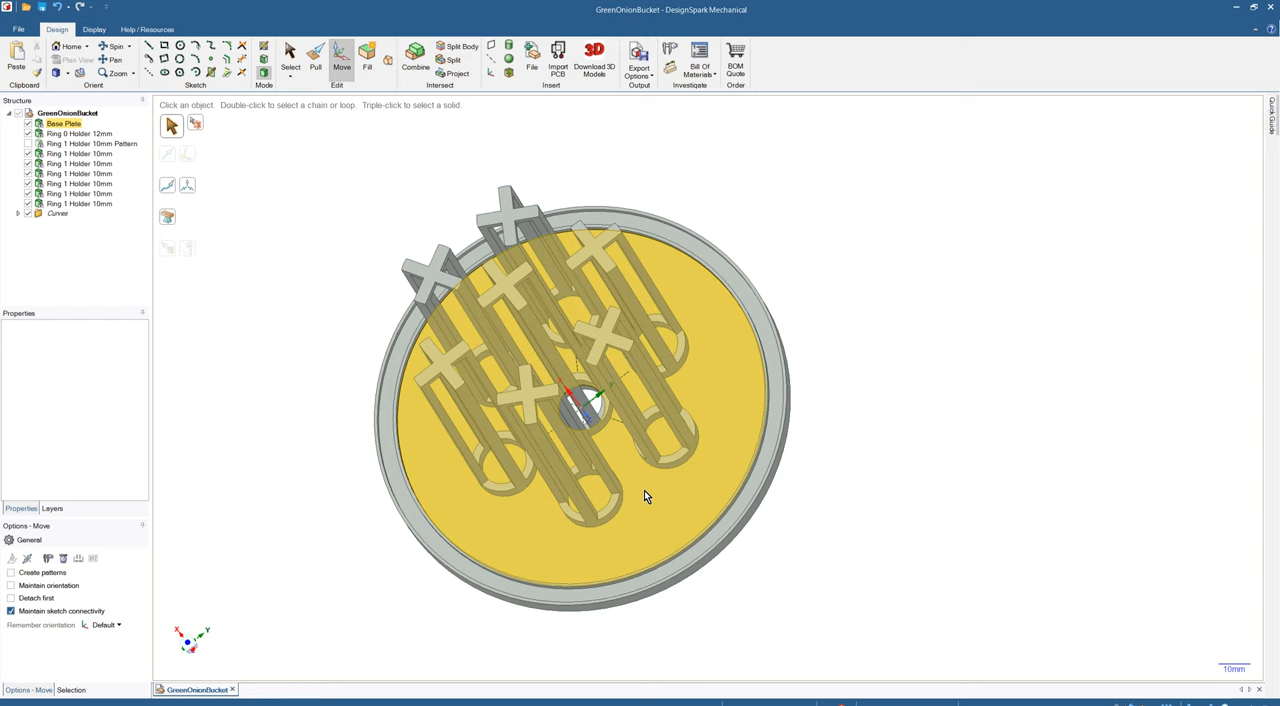 GreenOnionBucket - DesignSpark Mechanical
File Design Display Help / Resources
Paste Home Plan View Spin Pan Zoom Select Pull Move Fill Combine Split Body Split Project File Import PCB Download 3D Models Export Options Bill Of Materials BOM Quote
3D
Clipboard Orient Sketch Mode Edit Intersect Insert Output Investigate Order
Structure
GreenOnionBucket
Base Plate
Ring 0 Holder 12mm
Ring 1 Holder 10mm Pattern
Ring 1 Holder 10mm
Ring 1 Holder 10mm
Ring 1 Holder 10mm
Ring 1 Holder 10mm
Ring 1 Holder 10mm
Ring 1 Holder 10mm
Curves
Click an object. Double-click to select a chain or loop. Triple-click to select a solid.
Quick Guide
Properties
Properties Layers
Options - Move
General
Create patterns
Maintain orientation
Detach first
Maintain sketch connectivity
Remember orientation Default
X Y
10mm
Options - Move Selection
GreenOnionBucket